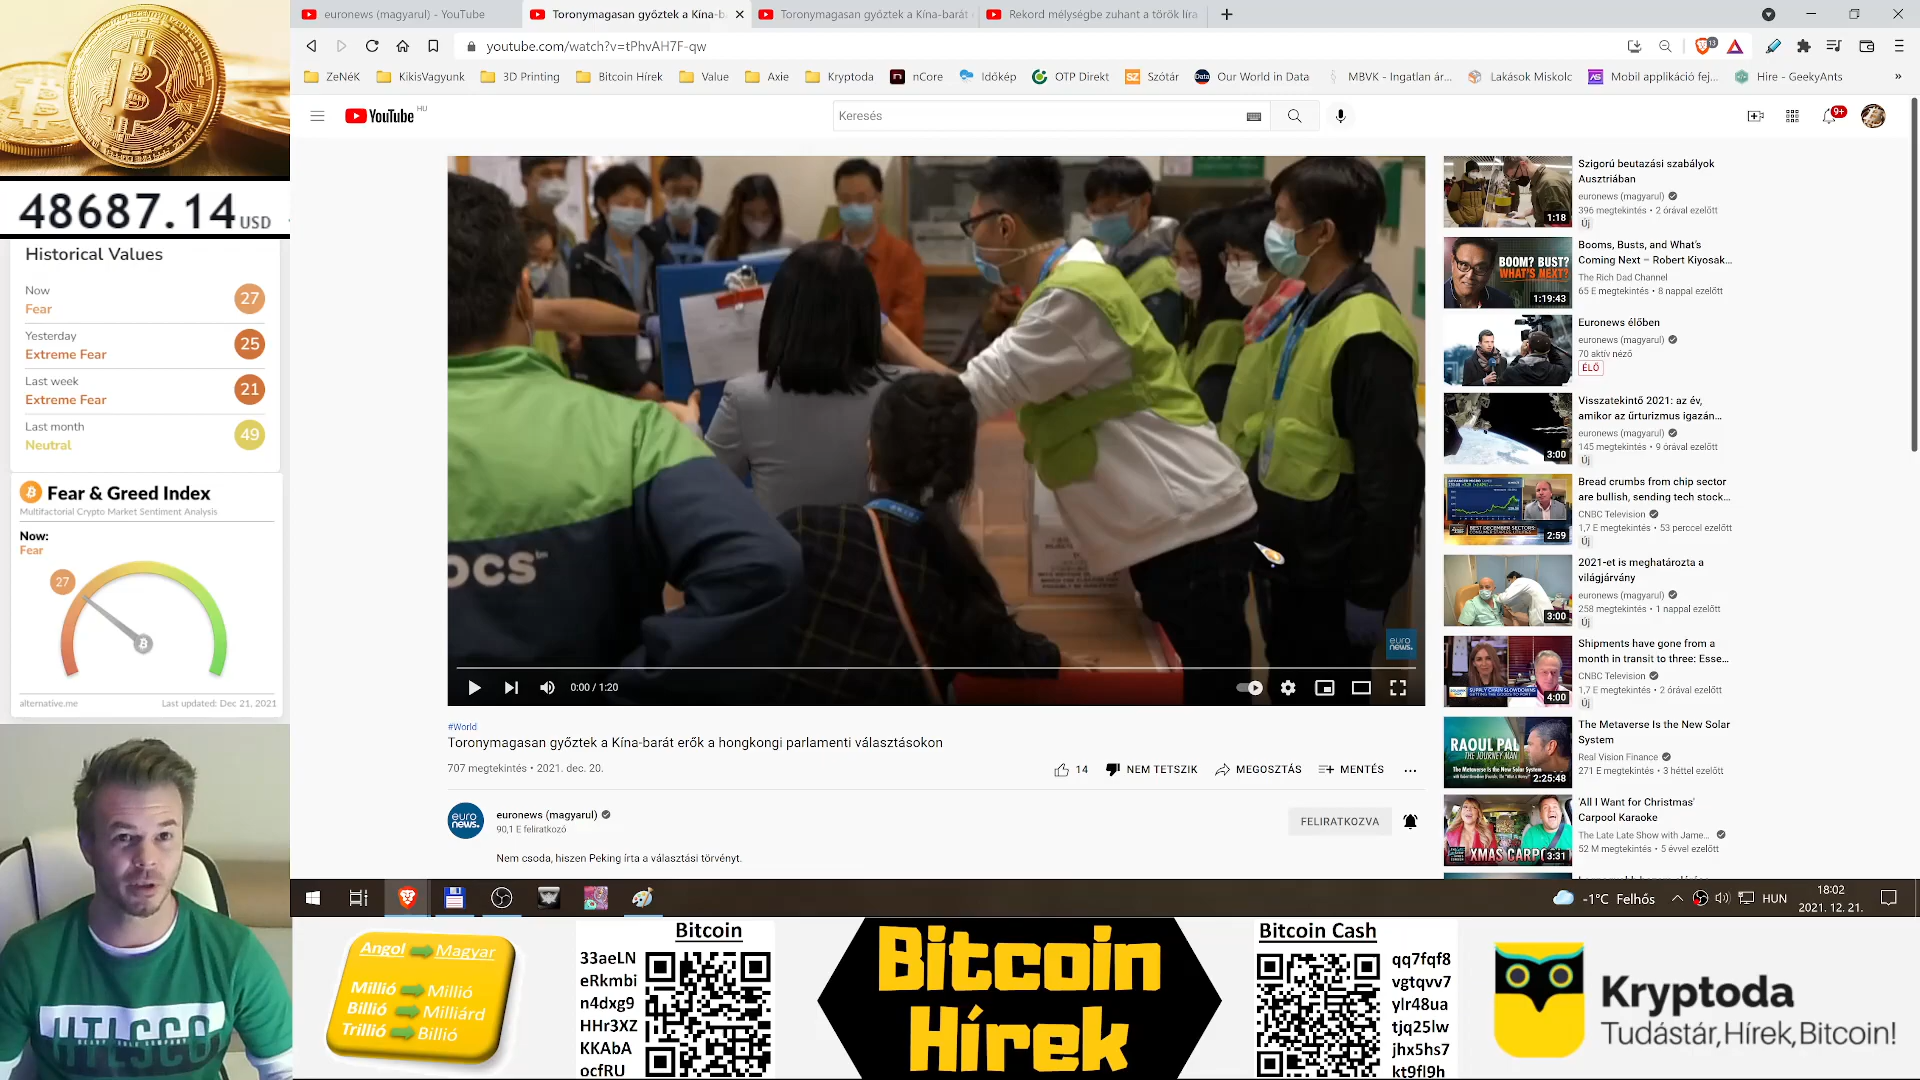 euronews (magyarul) - YouTube
Toronymagasan győztek a Kína-b
Toronymagasan győztek a Kína-barát
Rekord mélységbe zuhant a török líra
youtube.com/watch?v=tPhvAH7F-qw
13
ZeNéK
KikisVagyunk
3D Printing
Bitcoin Hírek
Value
Axie
Kryptoda
nCore
Időkép
OTP Direkt
Szótár
Our World in Data
MBVK - Ingatlan ár...
Lakások Miskolc
Mobil applikáció fej...
Hire - GeekyAnts
YouTube HU
Keresés
9+
48687.14 USD
Historical Values
Now
Fear
27
Yesterday
Extreme Fear
25
Last week
Extreme Fear
21
Last month
Neutral
49
Fear & Greed Index
Multifactorial Crypto Market Sentiment Analysis
Now:
Fear
27
alternative.me
Last updated: Dec 21, 2021
OCS
euro
news.
0:00 / 1:20
#World
Toronymagasan győztek a Kína-barát erők a hongkongi parlamenti választásokon
707 megtekintés • 2021. dec. 20.
14
NEM TETSZIK
MEGOSZTÁS
MENTÉS
euro
news.
euronews (magyarul)
90,1 E feliratkozó
FELIRATKOZVA
Nem csoda, hiszen Peking írta a választási törvényt.
1:18
Szigorú beutazási szabályok
Ausztriában
euronews (magyarul)
396 megtekintés • 2 órával ezelőtt
Új
BOOM? BUST?
WHAT'S NEXT?
1:19:43
Booms, Busts, and What's
Coming Next – Robert Kiyosak...
The Rich Dad Channel
65 E megtekintés • 8 nappal ezelőtt
Euronews élőben
euronews (magyarul)
70 aktív néző
ÉLŐ
3:00
Visszatekintő 2021: az év,
amikor az űrturizmus igazán...
euronews (magyarul)
145 megtekintés • 9 órával ezelőtt
Új
2:59
Bread crumbs from chip sector
are bullish, sending tech stock...
CNBC Television
1,7 E megtekintés • 53 perccel ezelőtt
Új
3:00
2021-et is meghatározta a
világjárvány
euronews (magyarul)
258 megtekintés • 1 nappal ezelőtt
Új
SUPPLY CHAIN SLOWDOWNS
4:00
Shipments have gone from a
month in transit to three: Esse...
CNBC Television
1,7 E megtekintés • 2 órával ezelőtt
Új
RAOUL PAL
THE JOURNEY MAN
2:25:48
The Metaverse Is the New Solar
System
Real Vision Finance
271 E megtekintés • 3 héttel ezelőtt
XMAS CARP
3:31
'All I Want for Christmas'
Carpool Karaoke
The Late Late Show with Jame...
52 M megtekintés • 5 évvel ezelőtt
-1°C Felhős
HUN
18:02
2021. 12. 21.
HTLSCO
Angol Magyar
Millió Millió
Billió Milliárd
Trillió Billió
Bitcoin
33aeLN
eRkmbi
n4dxg9
HHr3XZ
KKAbA
ocfRU
Bitcoin
Hírek
Bitcoin Cash
qq7fqf8
vgtqvv7
ylr48ua
tjq25lw
jhx5hs7
kt9fl9h
Kryptoda
Tudástár,Hírek,Bitcoin!